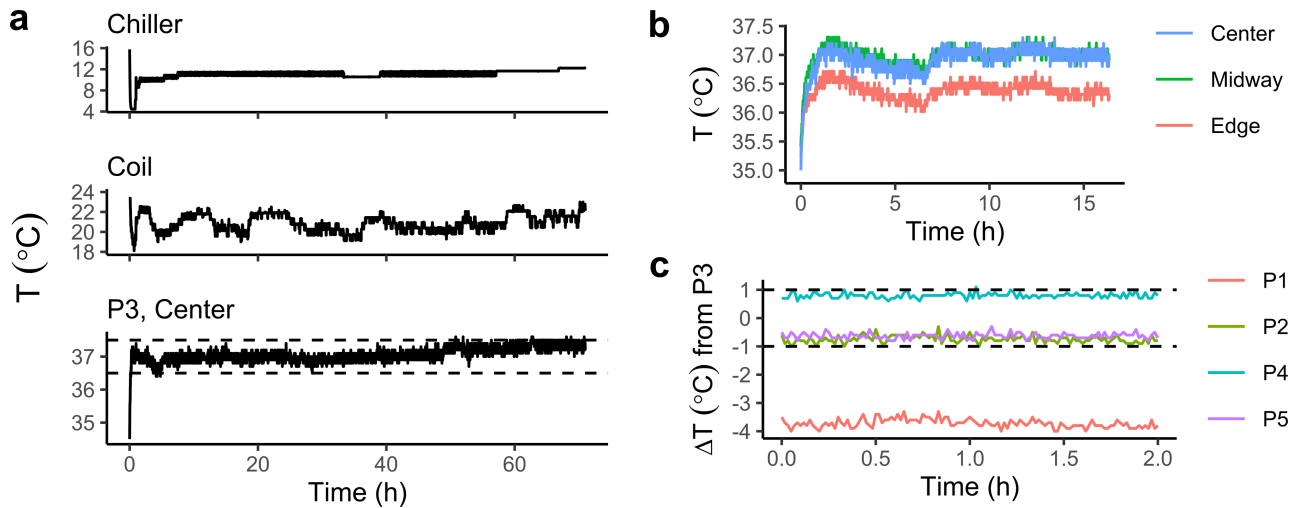 a
Chiller
16
12
8
4
Coil
24
22
20
18
P3, Center
37
36
35
0
20
40
60
Time (h)
T (°C)
b
37.5
37.0
36.5
36.0
35.5
35.0
T (°C)
0
5
10
15
Time (h)
Center
Midway
Edge
c
1
0
-1
-2
-3
-4
ΔT (°C) from P3
0.0
0.5
1.0
1.5
2.0
Time (h)
P1
P2
P4
P5